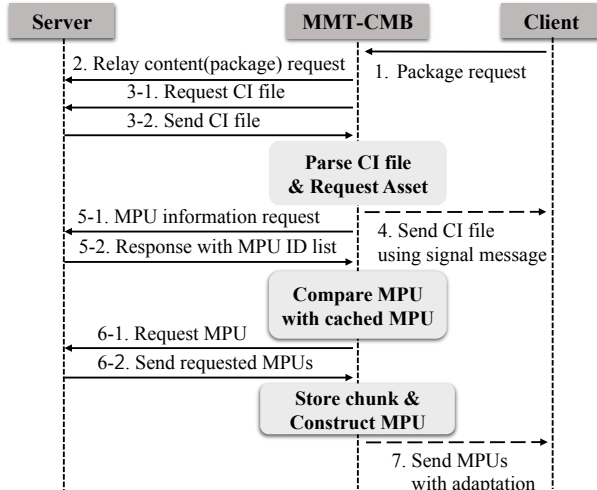 Server
MMT-CMB
Client
1. Package request
2. Relay content(package) request
3-1. Request CI file
3-2. Send CI file
Parse CI file
& Request Asset
4. Send CI file
using signal message
5-1. MPU information request
5-2. Response with MPU ID list
Compare MPU
with cached MPU
6-1. Request MPU
6-2. Send requested MPUs
Store chunk &
Construct MPU
7. Send MPUs
with adaptation